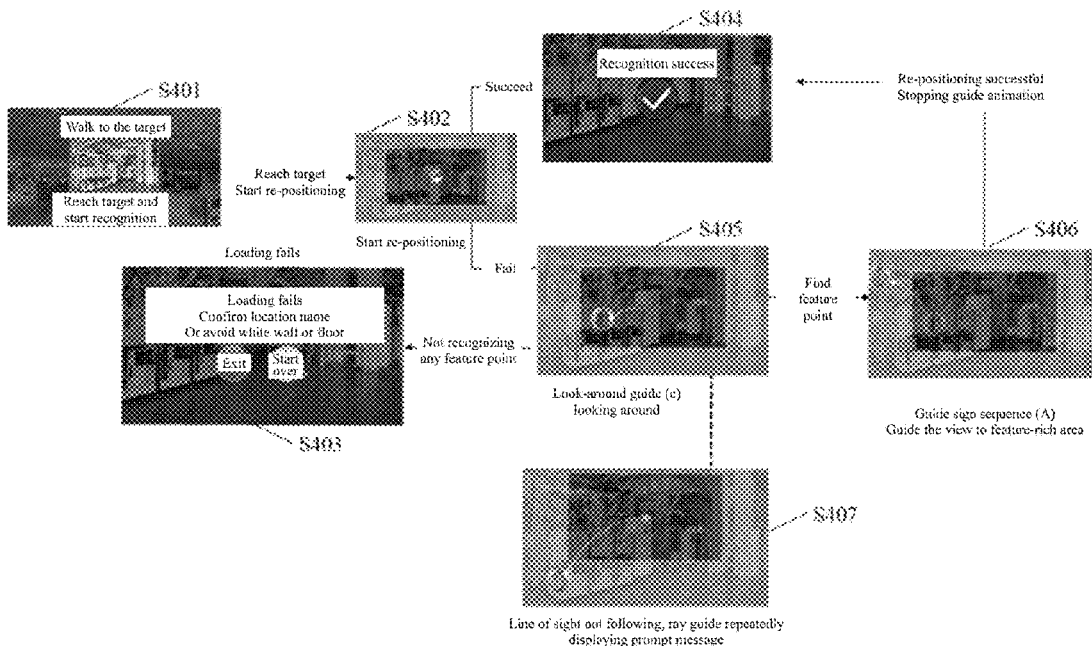 S404
Recognition success
Succeed
Re-positioning successful
Stopping guide animation
S401
Walk to the target
Reach target and
start recognition
S402
Reach target
Start re-positioning
Start re-positioning
Fail
S405
Find
feature
point
S406
Loading fails
Loading fails
Confirm location name
Or avoid white wall or floor
Exit
Start
over
S403
Not recognizing
any feature point
Look-around guide (c)
looking around
Guide sign sequence (A)
Guide the view to feature-rich area
S407
Line of sight not following, ray guide repeatedly
displaying prompt message